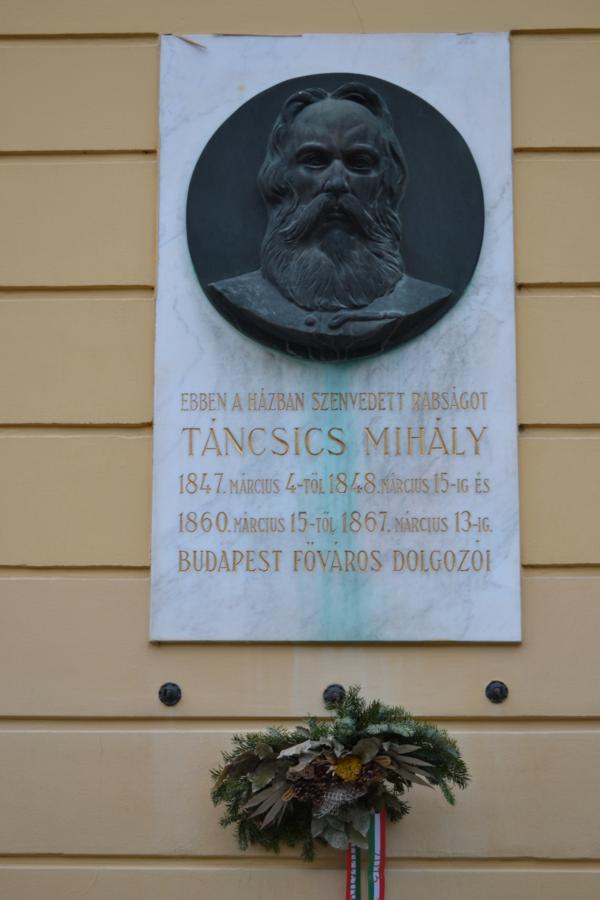 EBBEN A HÁZBAN SZENVEDETT RABSÁGOT
TÁNCSICS MIHÁLY
1847. MÁRCIUS 4-TŐL 1848. MÁRCIUS 15-IG ÉS
1860. MÁRCIUS 15-TŐL 1867. MÁRCIUS 13-IG.
BUDAPEST FŐVÁROS DOLGOZÓI